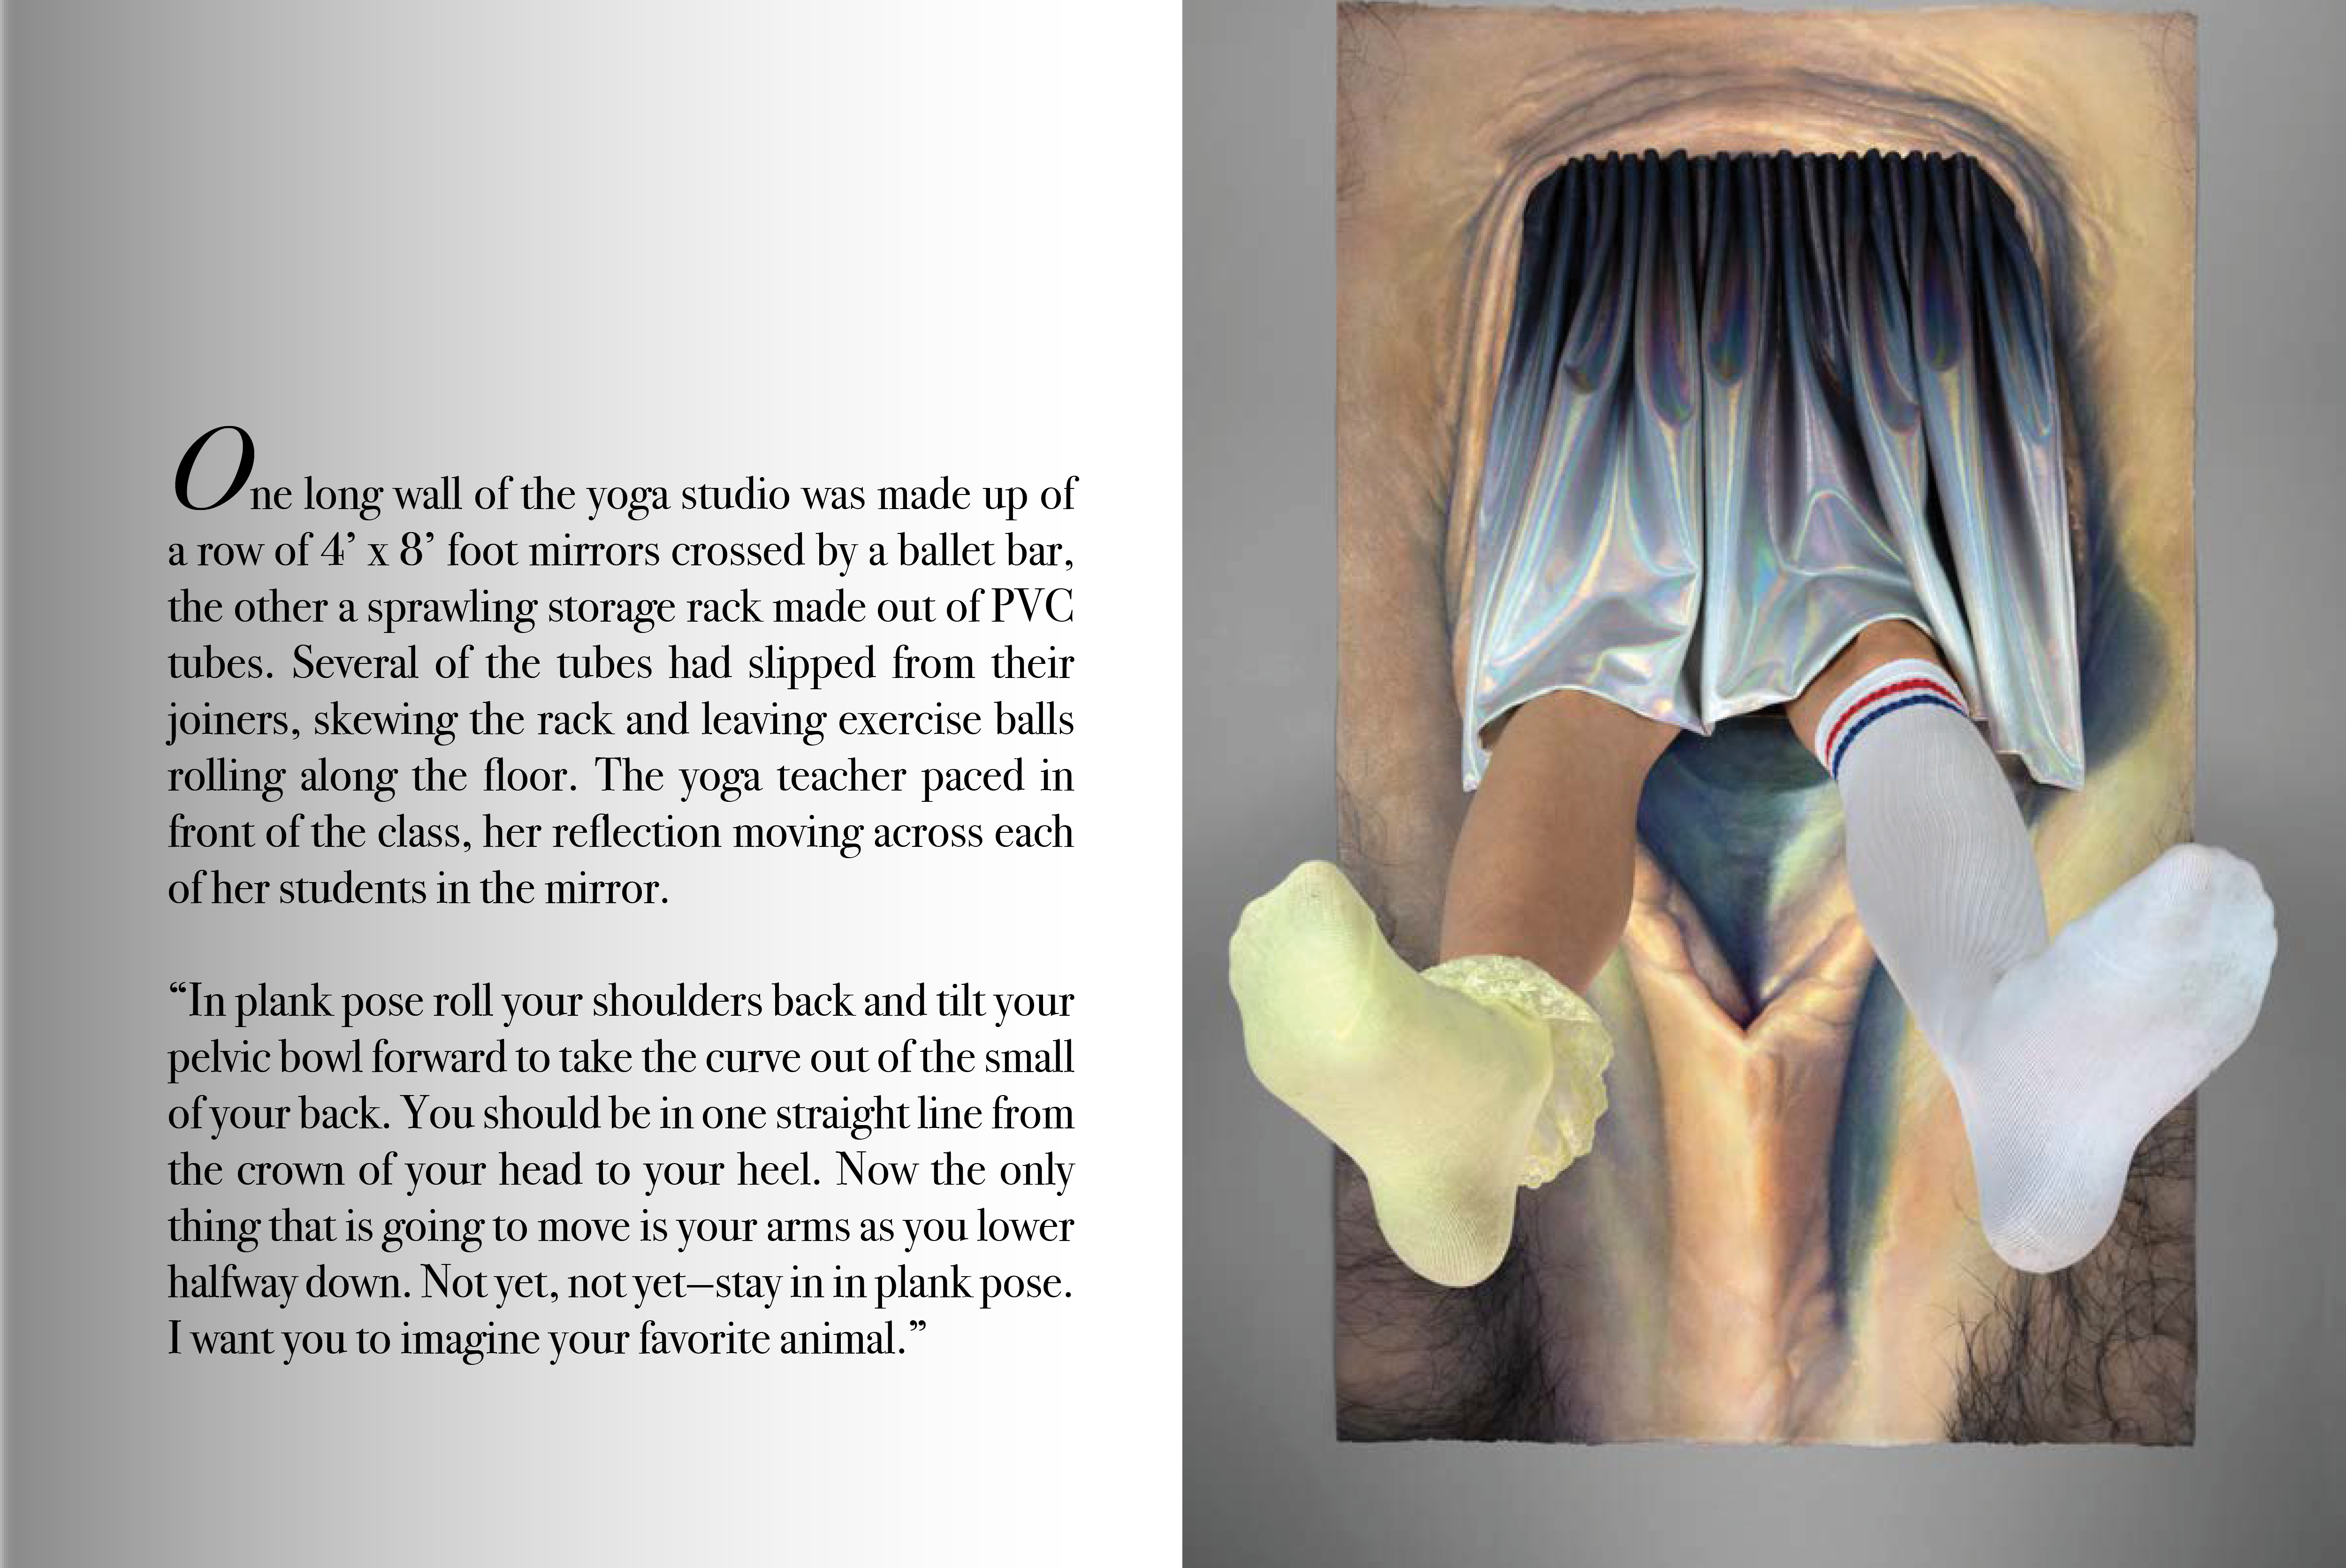 One long wall of the yoga studio was made up of
a row of 4’ x 8’ foot mirrors crossed by a ballet bar,
the other a sprawling storage rack made out of PVC
tubes. Several of the tubes had slipped from their
joiners, skewing the rack and leaving exercise balls
rolling along the floor. The yoga teacher paced in
front of the class, her reflection moving across each
of her students in the mirror.
“In plank pose roll your shoulders back and tilt your
pelvic bowl forward to take the curve out of the small
of your back. You should be in one straight line from
the crown of your head to your heel. Now the only
thing that is going to move is your arms as you lower
halfway down. Not yet, not yet—stay in in plank pose.
I want you to imagine your favorite animal.”